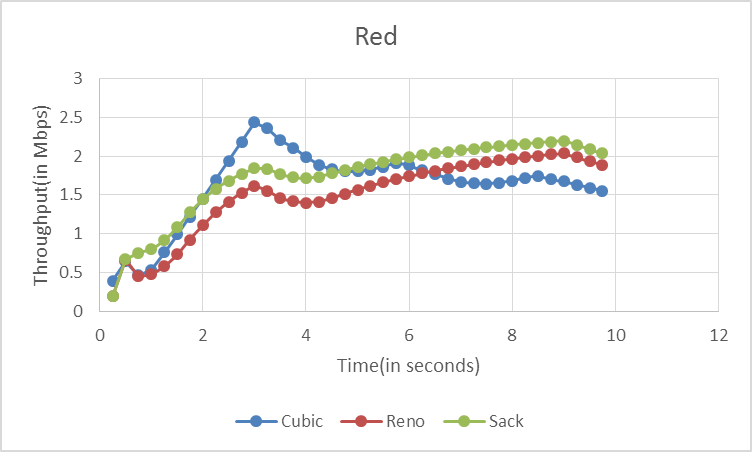 Red
Throughput(in Mbps)
3
2.5
2
1.5
1
0.5
0
0 2 4 6 8 10 12
Time(in seconds)
Cubic Reno Sack